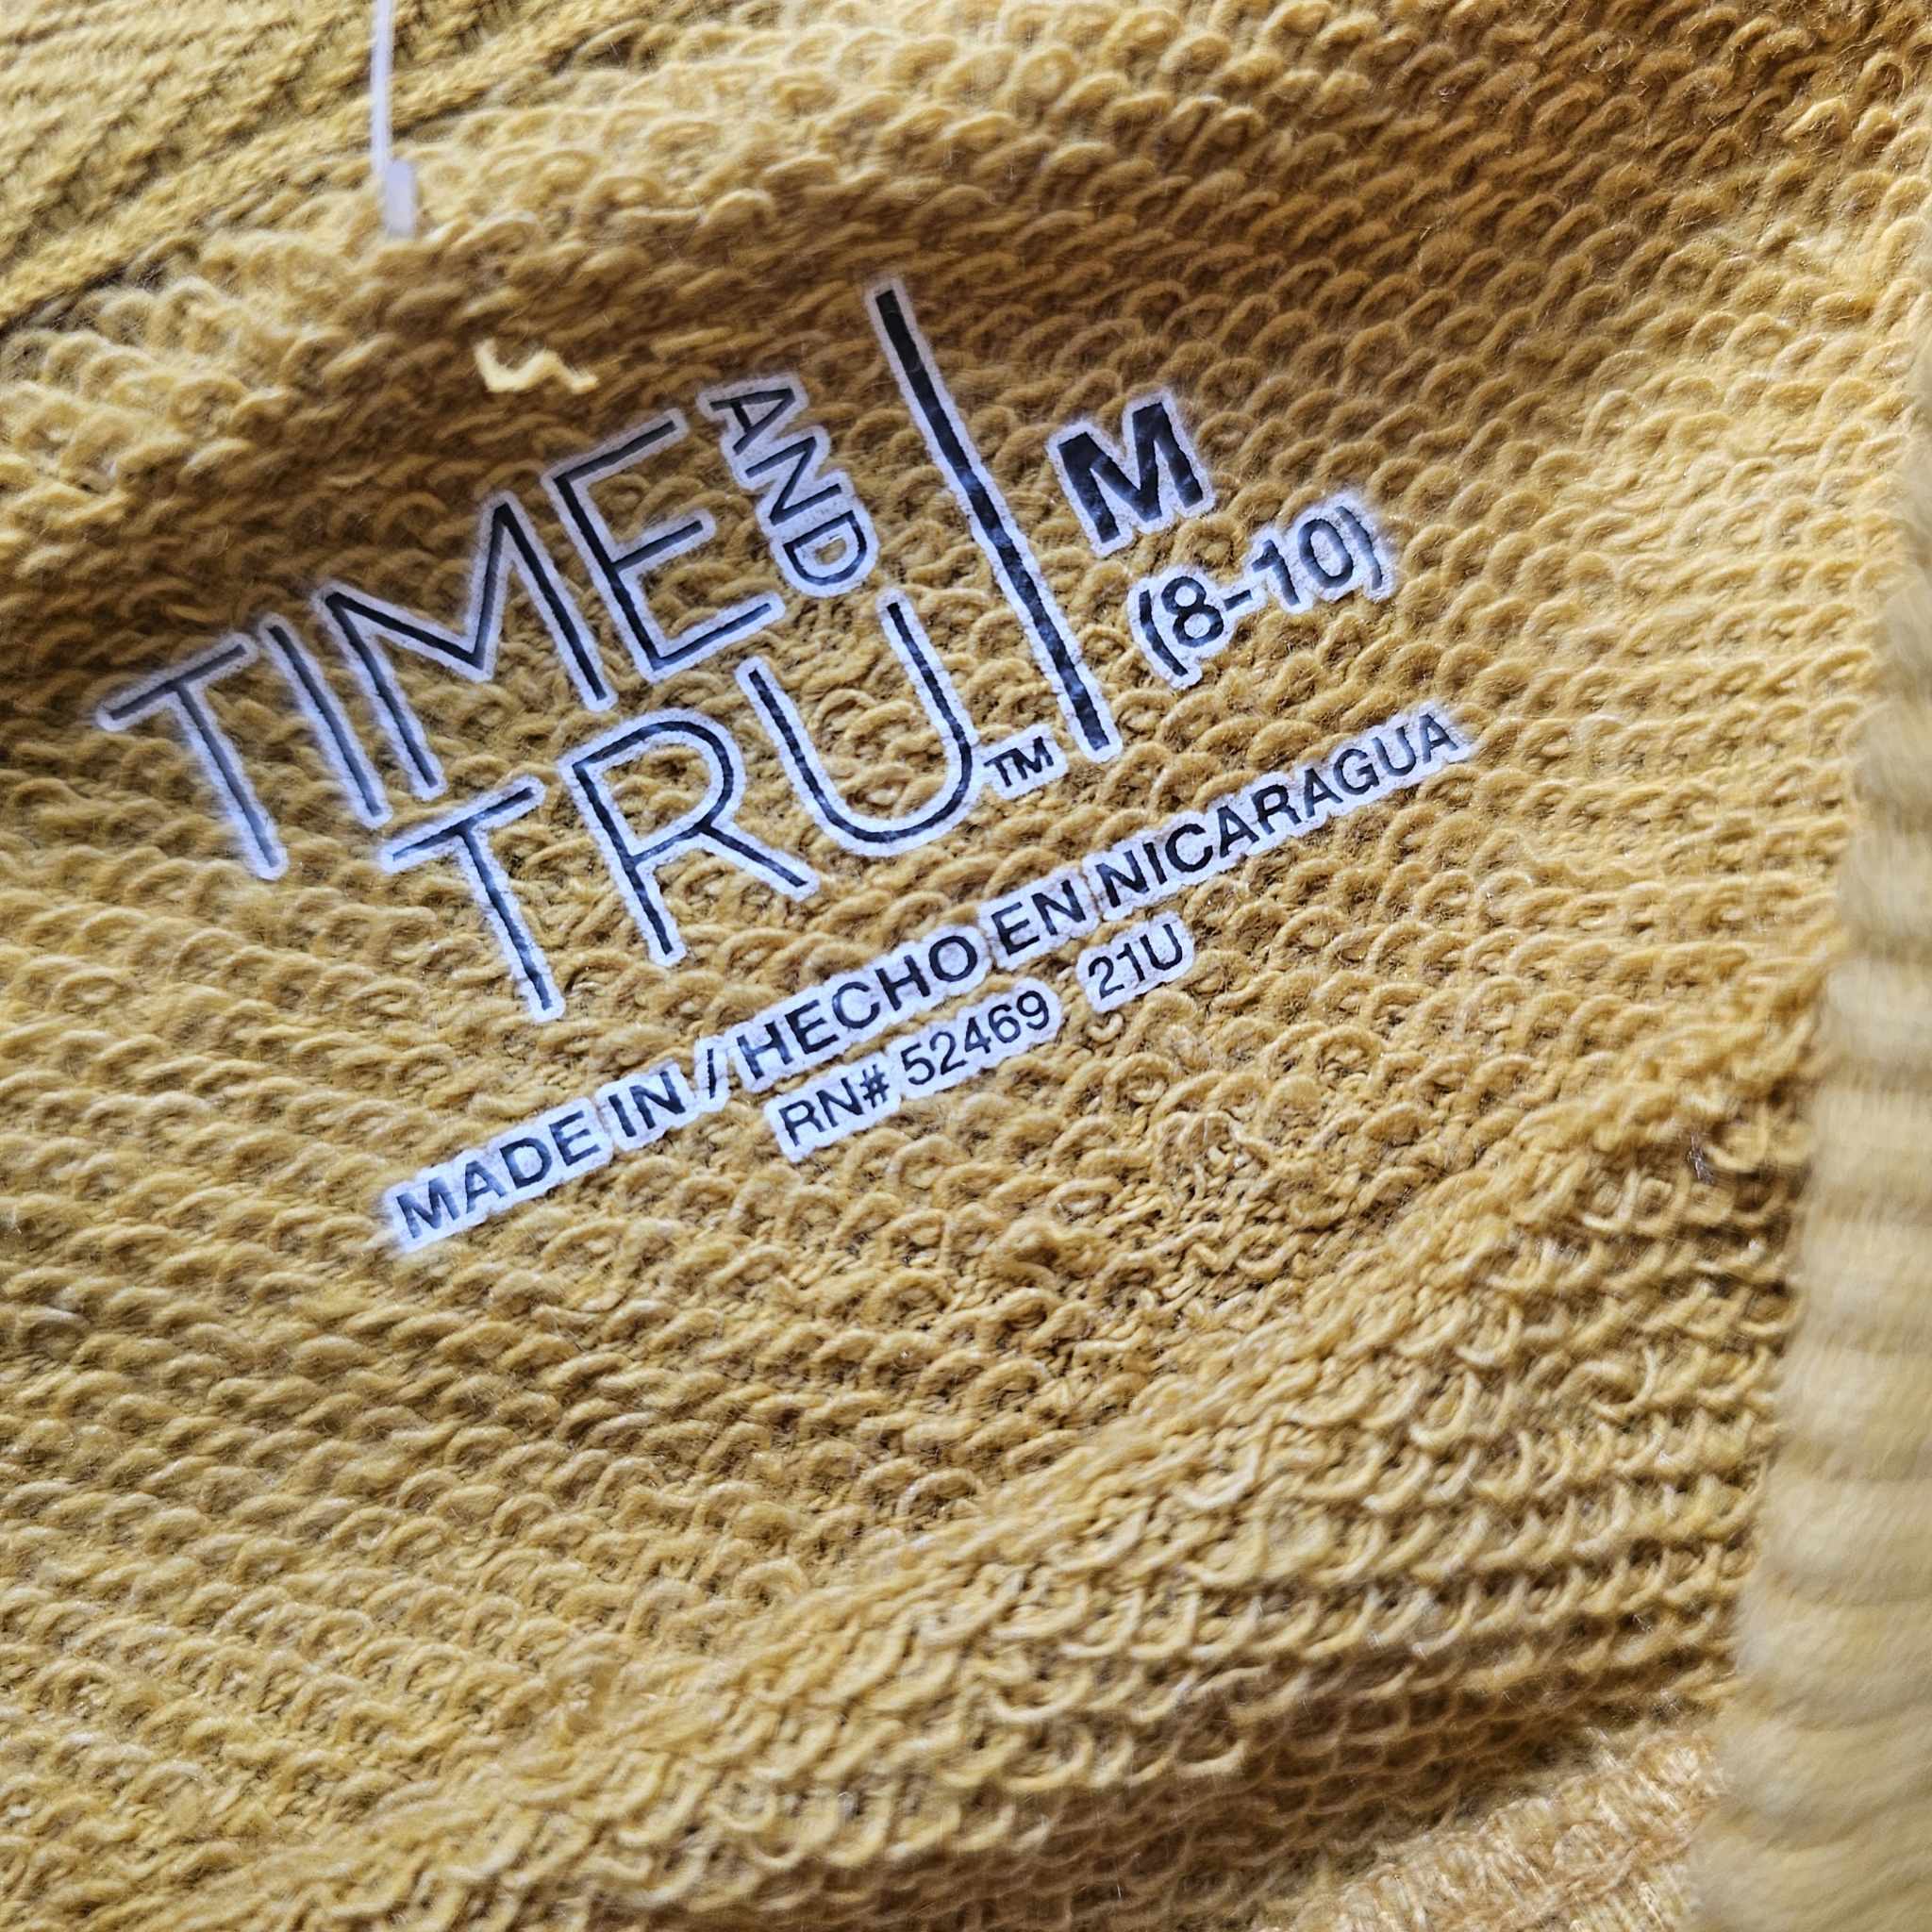 TIME AND
TRU™
M
(8-10)
MADE IN / HECHO EN NICARAGUA
RN# 52469 21U